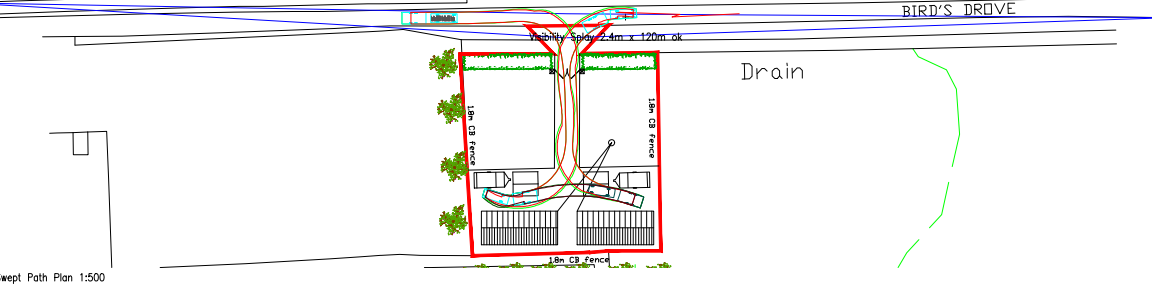 BIRD'S DROVE
Visibility Splay 2.4m x 120m ok
Drain
1.8m CB fence
1.8m CB fence
1.8m CB fence
wept Path Plan 1:500